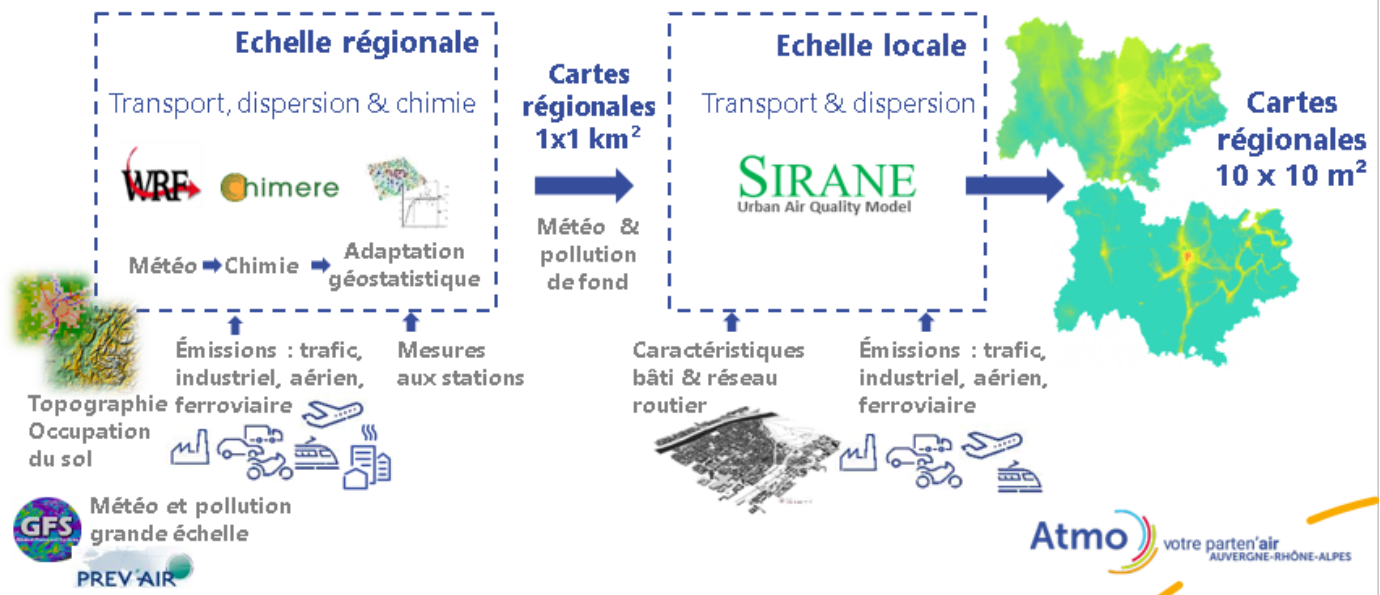 Echelle régionale
Transport, dispersion & chimie
WRF
Chimere
Météo
Chimie
Adaptation
géostatistique
Cartes
régionales
1x1 km²
Météo &
pollution
de fond
Echelle locale
Transport & dispersion
SIRANE
Urban Air Quality Model
Cartes
régionales
10 x 10 m²
Topographie
Occupation
du sol
Émissions : trafic,
industriel, aérien,
ferroviaire
Mesures
aux stations
Caractéristiques
bâti & réseau
routier
Émissions : trafic,
industriel, aérien,
ferroviaire
GFS
Météo et pollution
grande échelle
PREV'AIR
Atmo
votre parten'air
AUVERGNE-RHÔNE-ALPES